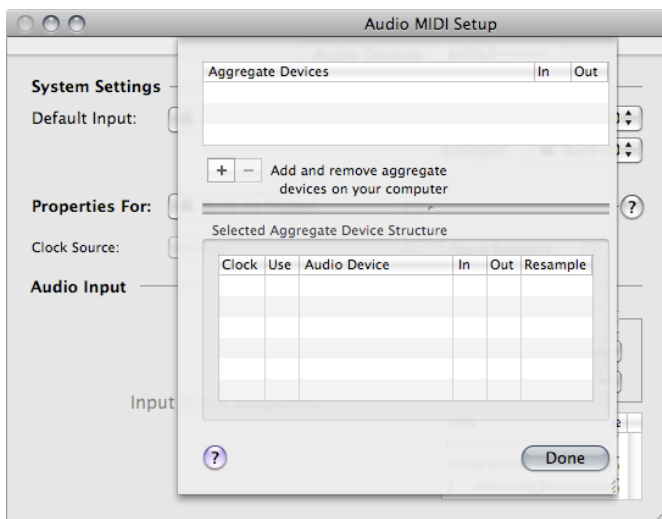 Audio MIDI Setup
System Settings
Default Input:
Properties For:
?
Clock Source:
Audio Input
Input
Aggregate Devices In Out
+ − Add and remove aggregate
devices on your computer
Selected Aggregate Device Structure
Clock Use Audio Device In Out Resample
? Done